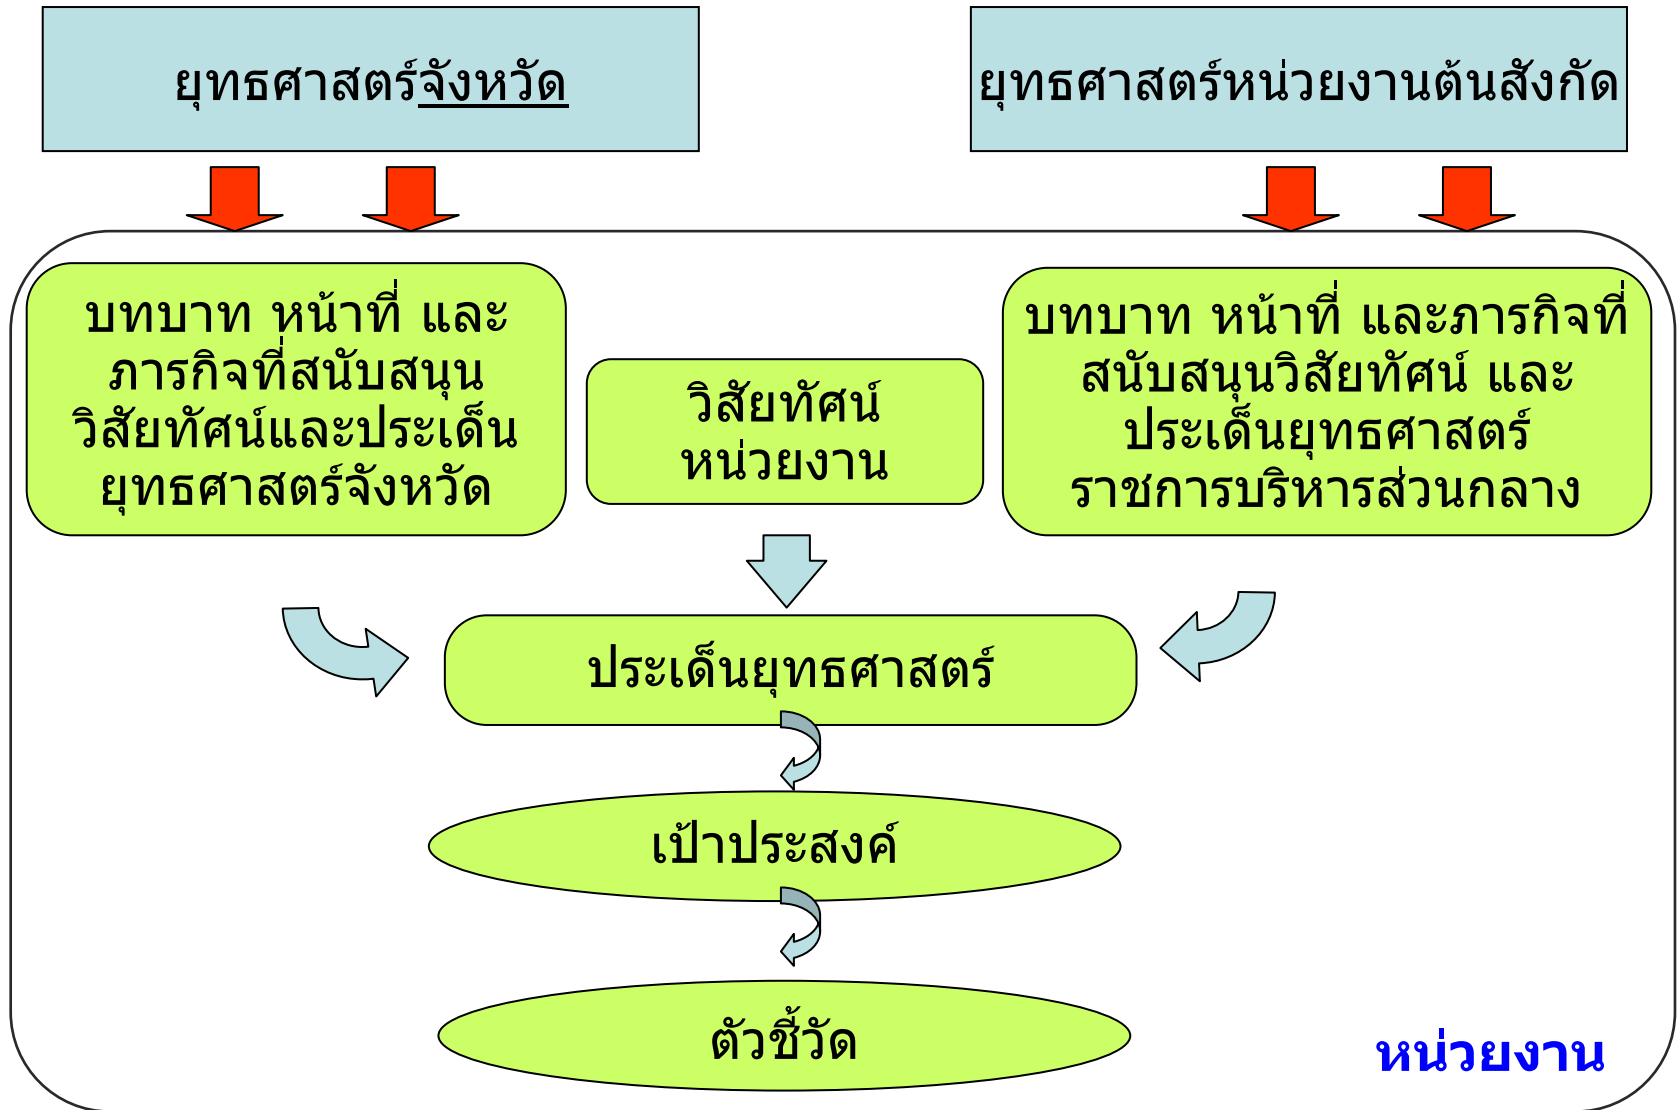 ยุทธศาสตร์จังหวัด
ยุทธศาสตร์หน่วยงานต้นสังกัด
บทบาท หน้าที่ และ
ภารกิจที่สนับสนุน
วิสัยทัศน์และประเด็น
ยุทธศาสตร์จังหวัด
วิสัยทัศน์
หน่วยงาน
บทบาท หน้าที่ และภารกิจที่
สนับสนุนวิสัยทัศน์ และ
ประเด็นยุทธศาสตร์
ราชการบริหารส่วนกลาง
ประเด็นยุทธศาสตร์
เป้าประสงค์
ตัวชี้วัด
หน่วยงาน